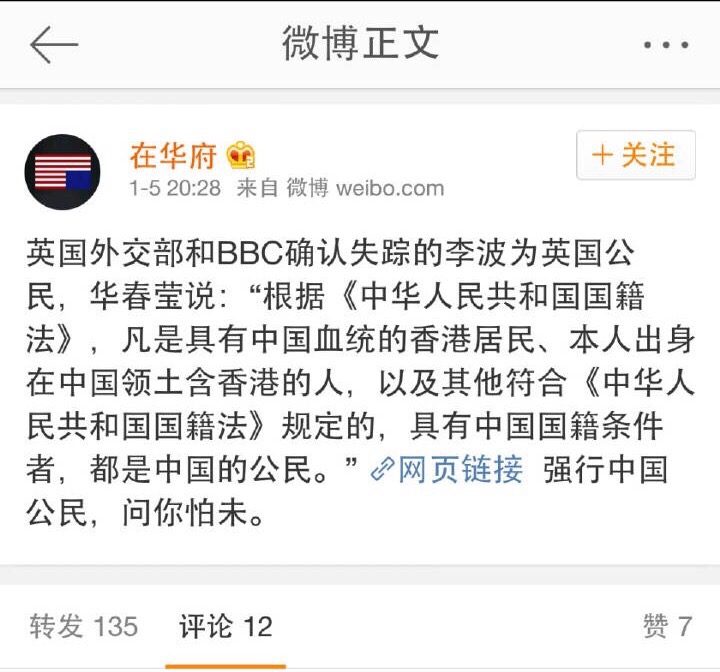 微博正文
在华府
+ 关注
1-5 20:28 来自 微博 weibo.com
英国外交部和BBC确认失踪的李波为英国公
民，华春莹说：“根据《中华人民共和国国籍
法》，凡是具有中国血统的香港居民、本人出身
在中国领土含香港的人，以及其他符合《中华人
民共和国国籍法》规定的，具有中国国籍条件
者，都是中国的公民。” 网页链接 强行中国
公民，问你怕未。
转发 135 评论 12 赞 7